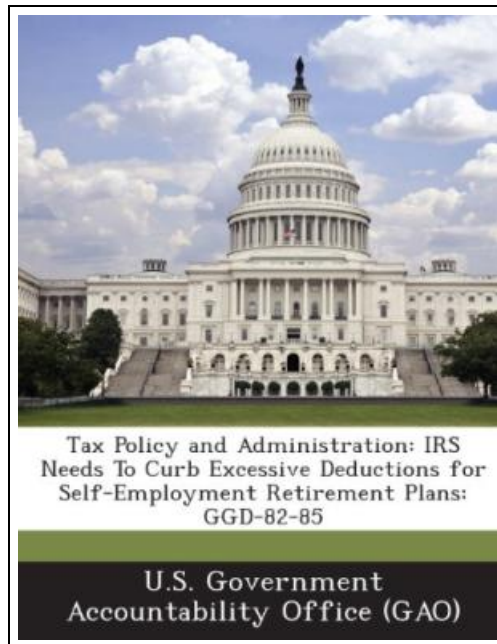 Tax Policy and Administration: IRS
Needs To Curb Excessive Deductions for
Self-Employment Retirement Plans:
GGD-82-85
U.S. Government
Accountability Office (GAO)